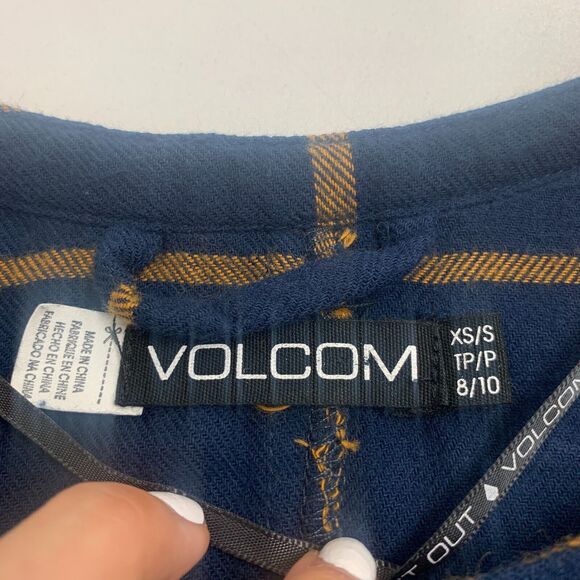 MADE IN CHINA
FABRIQUE EN CHINE
HECHO EN CHINA
FABRICADO NA CHINA
VOLCOM
XS/S
TP/P
8/10
T OUT VOLCOM